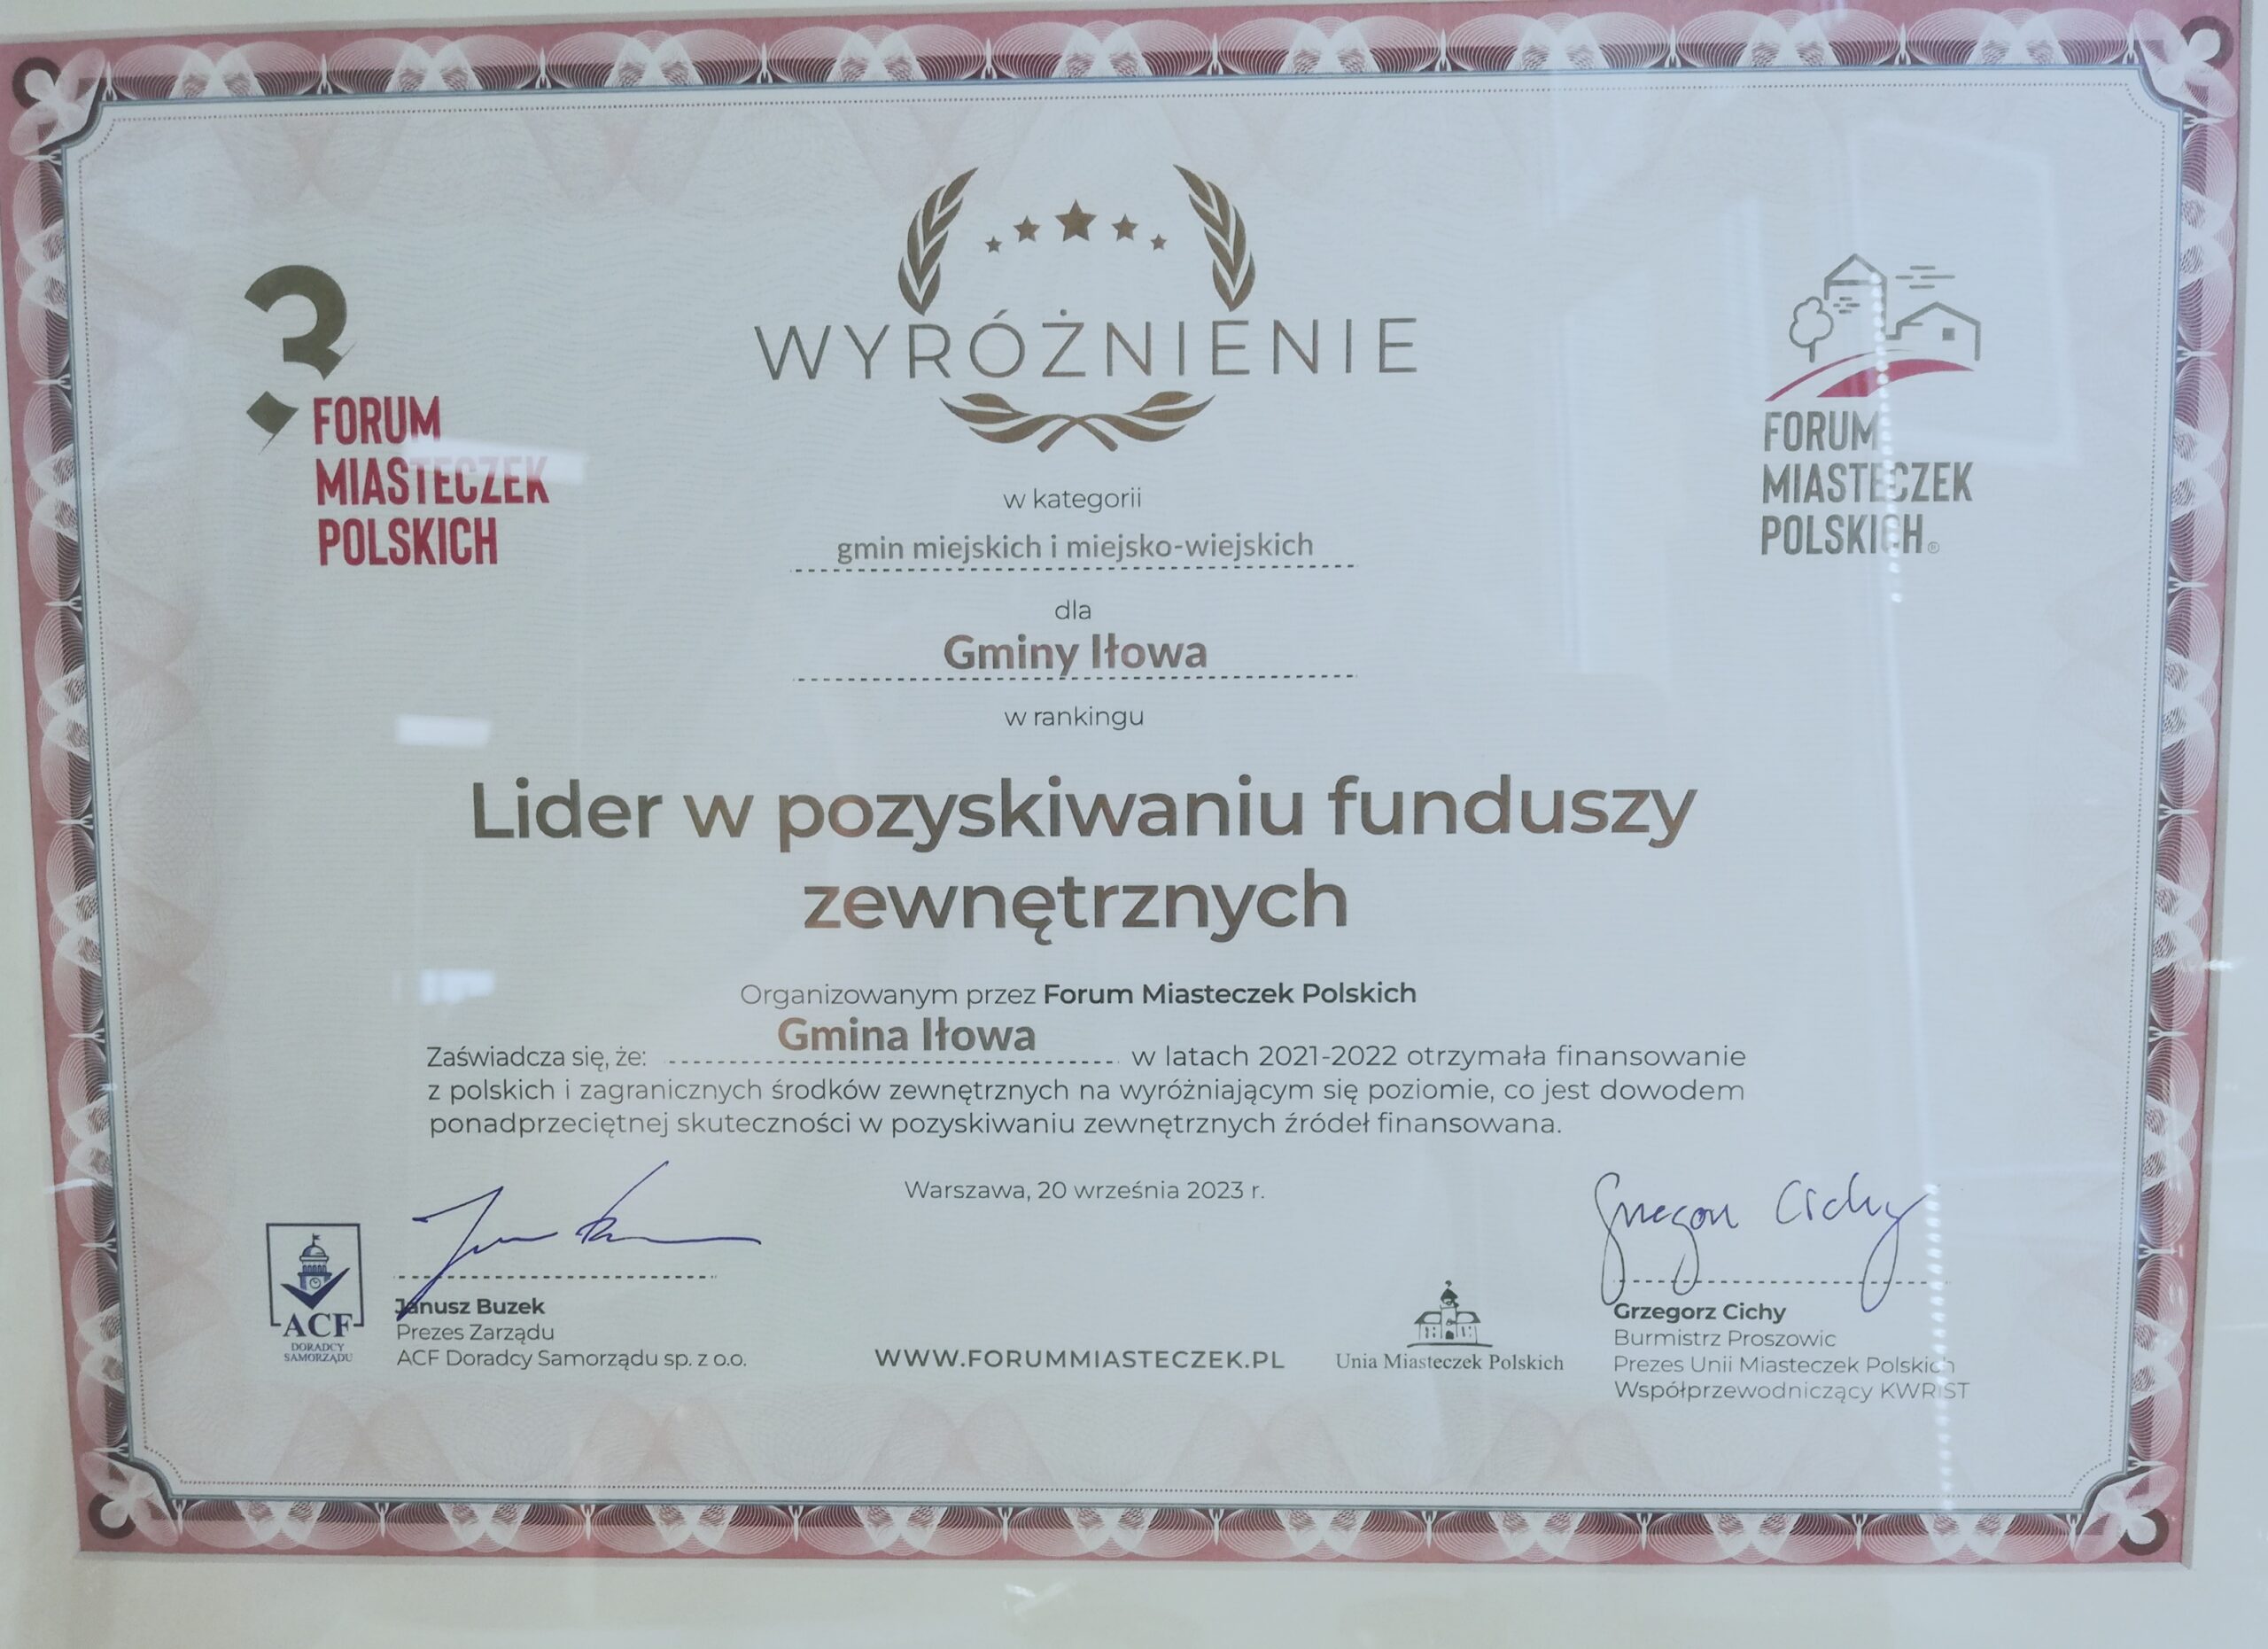 WYRÓŻNIENIE
3
FORUM
MIASTECZEK
POLSKICH
FORUM
MIASTECZEK
POLSKICH®
w kategorii
gmin miejskich i miejsko-wiejskich
dla
Gminy Iłowa
w rankingu
Lider w pozyskiwaniu funduszy
zewnętrznych
Organizowanym przez Forum Miasteczek Polskich
Zaświadcza się, że: Gmina Iłowa w latach 2021-2022 otrzymała finansowanie
z polskich i zagranicznych środków zewnętrznych na wyróżniającym się poziomie, co jest dowodem
ponadprzeciętnej skuteczności w pozyskiwaniu zewnętrznych źródeł finansowana.
Warszawa, 20 września 2023 r.
ACF
DORADCY
SAMORZĄDU
Janusz Buzek
Prezes Zarządu
ACF Doradcy Samorządu sp. z o.o.
WWW.FORUMMIASTECZEK.PL
Unia Miasteczek Polskich
Grzegorz Cichy
Grzegorz Cichy
Burmistrz Proszowic
Prezes Unii Miasteczek Polskich
Współprzewodniczący KWRiST